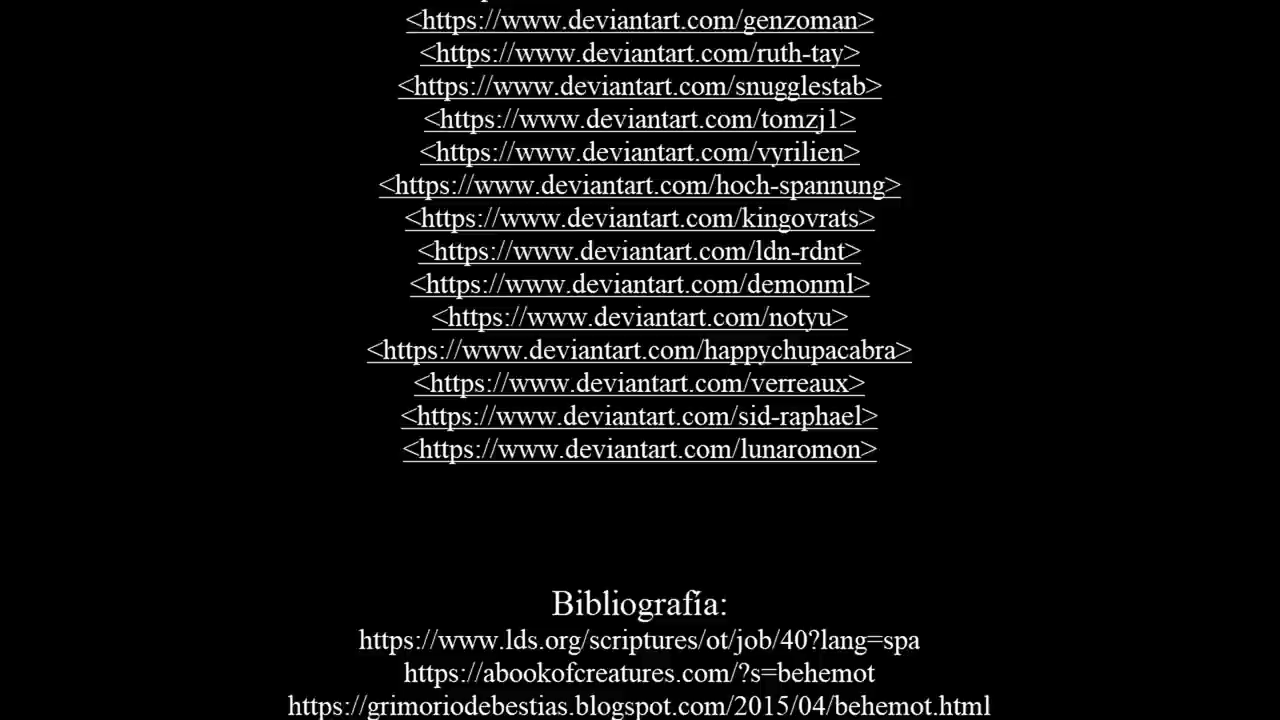 <https://www.deviantart.com/genzoman>
<https://www.deviantart.com/ruth-tay>
<https://www.deviantart.com/snugglestab>
<https://www.deviantart.com/tomzj1>
<https://www.deviantart.com/vyrilien>
<https://www.deviantart.com/hoch-spannung>
<https://www.deviantart.com/kingovrats>
<https://www.deviantart.com/ldn-rdnt>
<https://www.deviantart.com/demonml>
<https://www.deviantart.com/notyu>
<https://www.deviantart.com/happychupacabra>
<https://www.deviantart.com/verreaux>
<https://www.deviantart.com/sid-raphael>
<https://www.deviantart.com/lunaromon>
Bibliografía:
https://www.lds.org/scriptures/ot/job/40?lang=spa
https://abookofcreatures.com/?s=behemot
https://grimoriodebestias.blogspot.com/2015/04/behemot.html